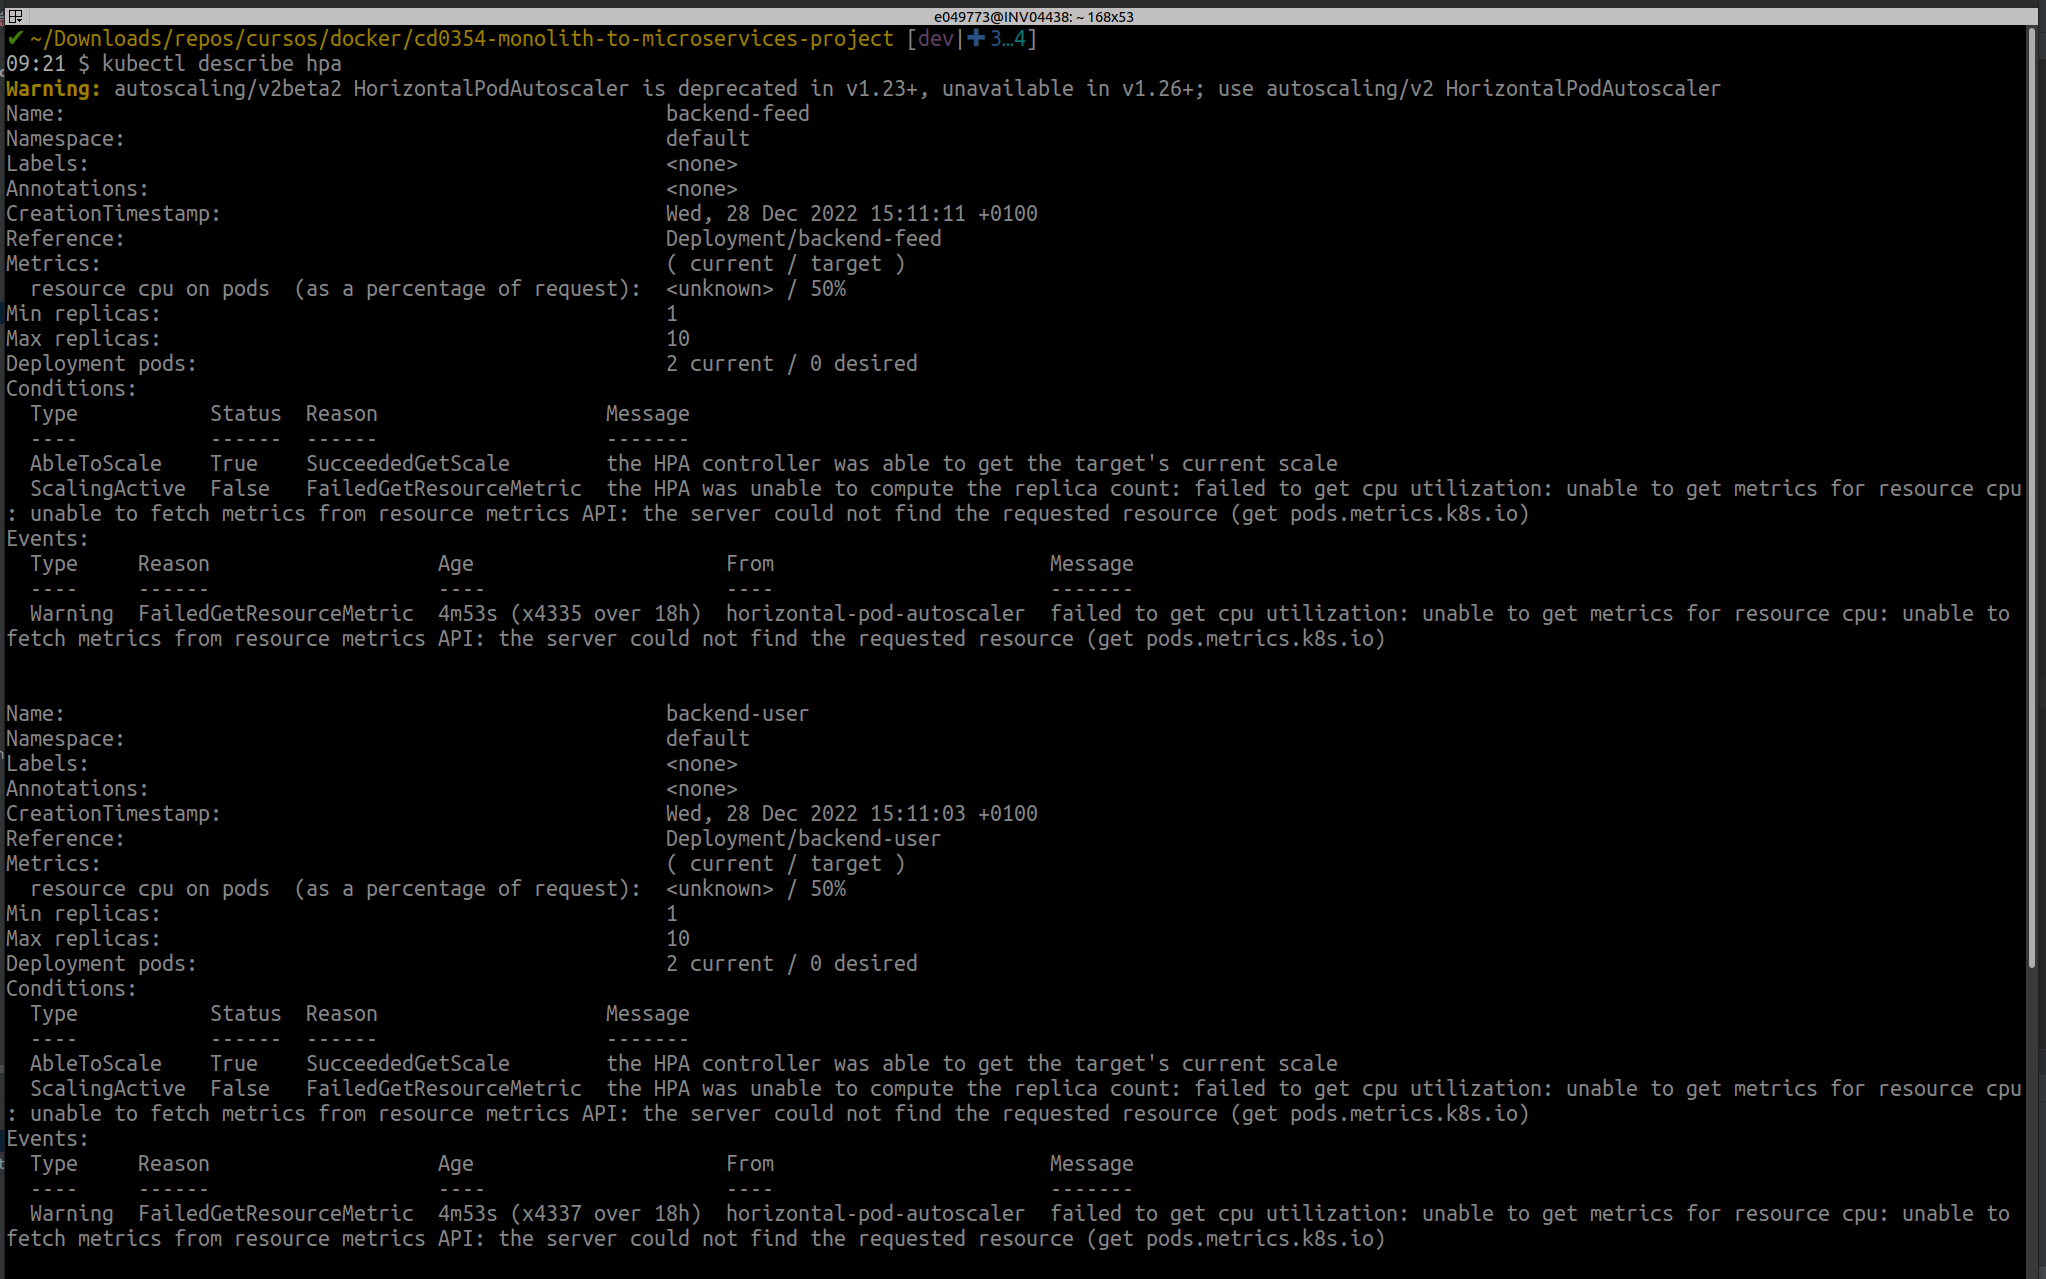 e049773@INV04438: ~ 168x53
✔ ~/Downloads/repos/cursos/docker/cd0354-monolith-to-microservices-project [dev|✚ 3…4]
09:21 $ kubectl describe hpa
Warning: autoscaling/v2beta2 HorizontalPodAutoscaler is deprecated in v1.23+, unavailable in v1.26+; use autoscaling/v2 HorizontalPodAutoscaler
Name: backend-feed
Namespace: default
Labels: <none>
Annotations: <none>
CreationTimestamp: Wed, 28 Dec 2022 15:11:11 +0100
Reference: Deployment/backend-feed
Metrics: ( current / target )
resource cpu on pods (as a percentage of request): <unknown> / 50%
Min replicas: 1
Max replicas: 10
Deployment pods: 2 current / 0 desired
Conditions:
Type Status Reason Message
---- ------ ------ -------
AbleToScale True SucceededGetScale the HPA controller was able to get the target's current scale
ScalingActive False FailedGetResourceMetric the HPA was unable to compute the replica count: failed to get cpu utilization: unable to get metrics for resource cpu
: unable to fetch metrics from resource metrics API: the server could not find the requested resource (get pods.metrics.k8s.io)
Events:
Type Reason Age From Message
---- ------ ---- ---- -------
Warning FailedGetResourceMetric 4m53s (x4335 over 18h) horizontal-pod-autoscaler failed to get cpu utilization: unable to get metrics for resource cpu: unable to
fetch metrics from resource metrics API: the server could not find the requested resource (get pods.metrics.k8s.io)
Name: backend-user
Namespace: default
Labels: <none>
Annotations: <none>
CreationTimestamp: Wed, 28 Dec 2022 15:11:03 +0100
Reference: Deployment/backend-user
Metrics: ( current / target )
resource cpu on pods (as a percentage of request): <unknown> / 50%
Min replicas: 1
Max replicas: 10
Deployment pods: 2 current / 0 desired
Conditions:
Type Status Reason Message
---- ------ ------ -------
AbleToScale True SucceededGetScale the HPA controller was able to get the target's current scale
ScalingActive False FailedGetResourceMetric the HPA was unable to compute the replica count: failed to get cpu utilization: unable to get metrics for resource cpu
: unable to fetch metrics from resource metrics API: the server could not find the requested resource (get pods.metrics.k8s.io)
Events:
Type Reason Age From Message
---- ------ ---- ---- -------
Warning FailedGetResourceMetric 4m53s (x4337 over 18h) horizontal-pod-autoscaler failed to get cpu utilization: unable to get metrics for resource cpu: unable to
fetch metrics from resource metrics API: the server could not find the requested resource (get pods.metrics.k8s.io)